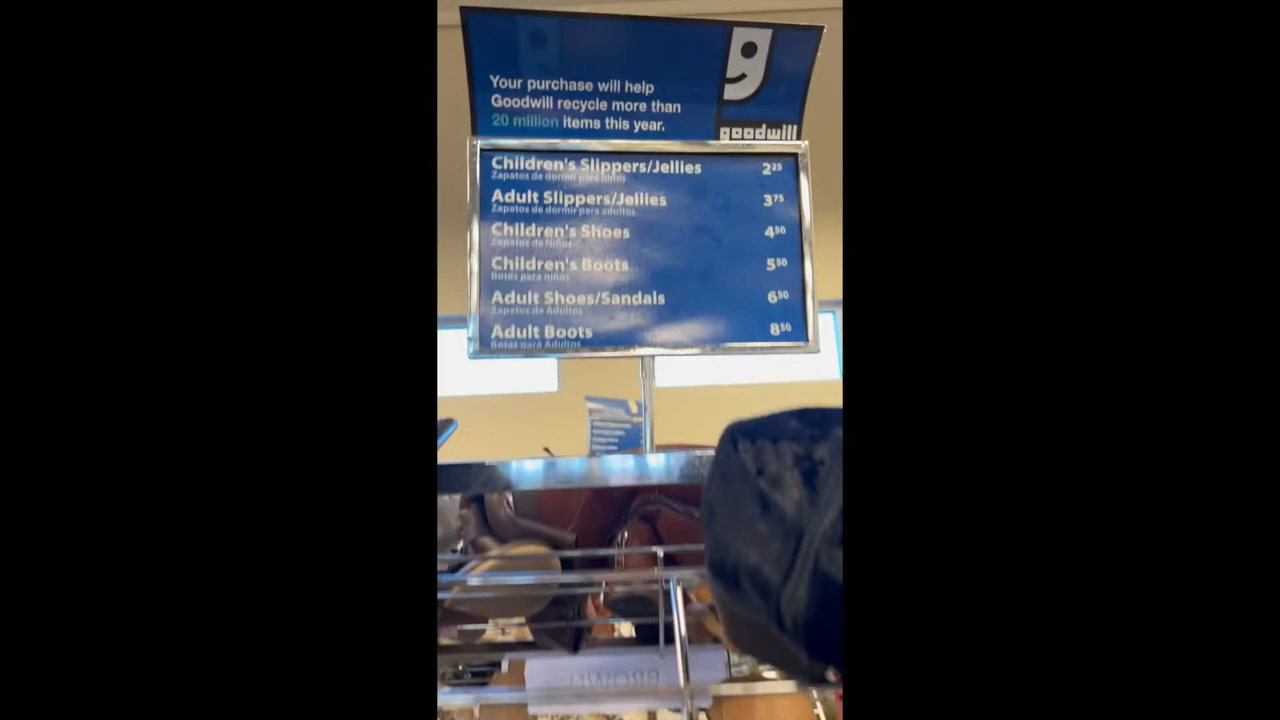 Your purchase will help
Goodwill recycle more than
20 million items this year.
goodwill
Children's Slippers/Jellies 2 25
Zapatos de dormir para niños
Adult Slippers/Jellies 3 75
Zapatos de dormir para adultos
Children's Shoes 4 50
Zapatos de Niños
Children's Boots 5 50
Botas para niños
Adult Shoes/Sandals 6 50
Zapatos de Adultos
Adult Boots 8 50
Botas para Adultos
BROWN